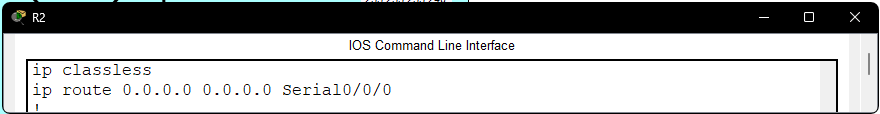 R2
IOS Command Line Interface
ip classless
ip route 0.0.0.0 0.0.0.0 Serial0/0/0
!